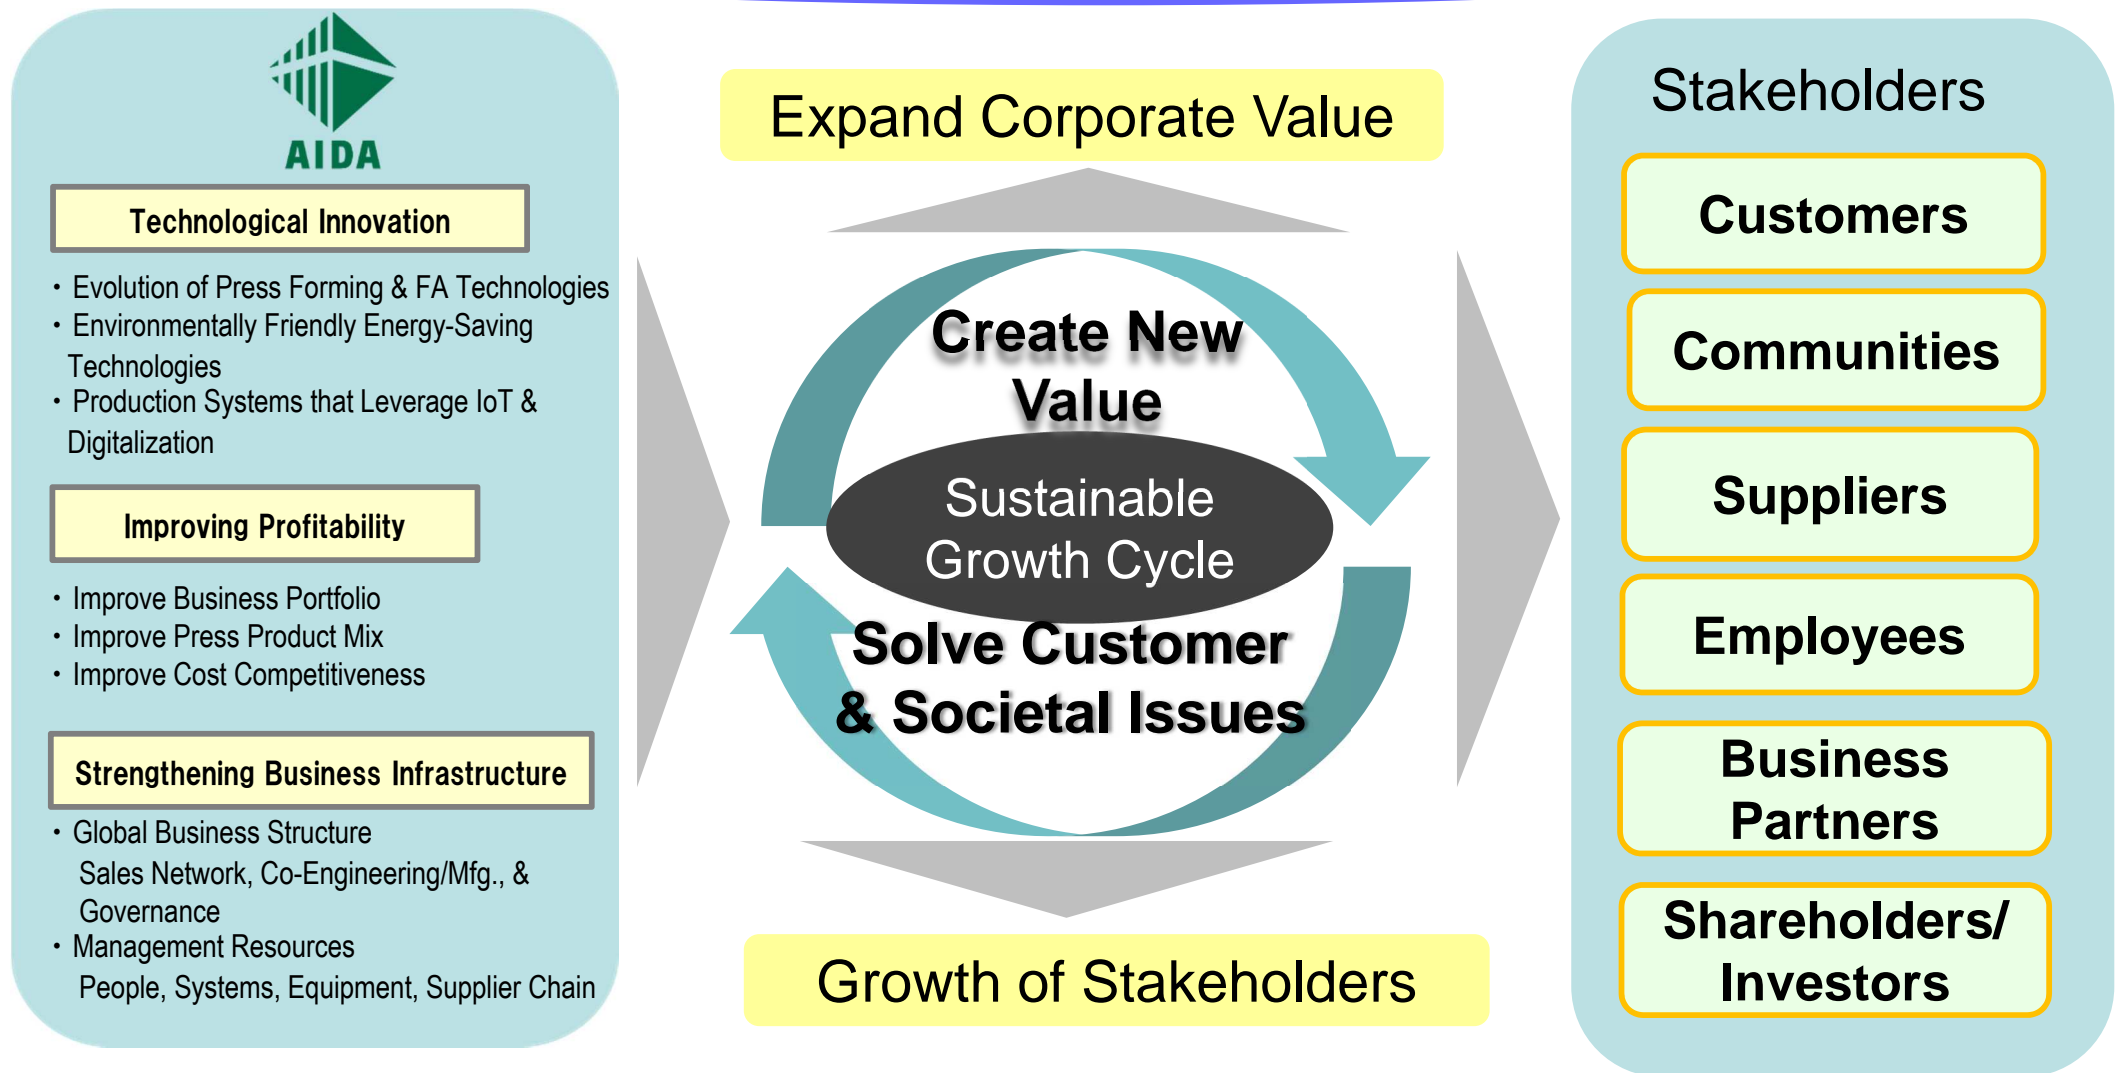 AIDA
Technological Innovation
・Evolution of Press Forming & FA Technologies
・Environmentally Friendly Energy-Saving
Technologies
・Production Systems that Leverage IoT &
Digitalization
Improving Profitability
・Improve Business Portfolio
・Improve Press Product Mix
・Improve Cost Competitiveness
Strengthening Business Infrastructure
・Global Business Structure
Sales Network, Co-Engineering/Mfg., &
Governance
・Management Resources
People, Systems, Equipment, Supplier Chain
Expand Corporate Value
Create New
Value
Sustainable
Growth Cycle
Solve Customer
& Societal Issues
Growth of Stakeholders
Stakeholders
Customers
Communities
Suppliers
Employees
Business
Partners
Shareholders/
Investors